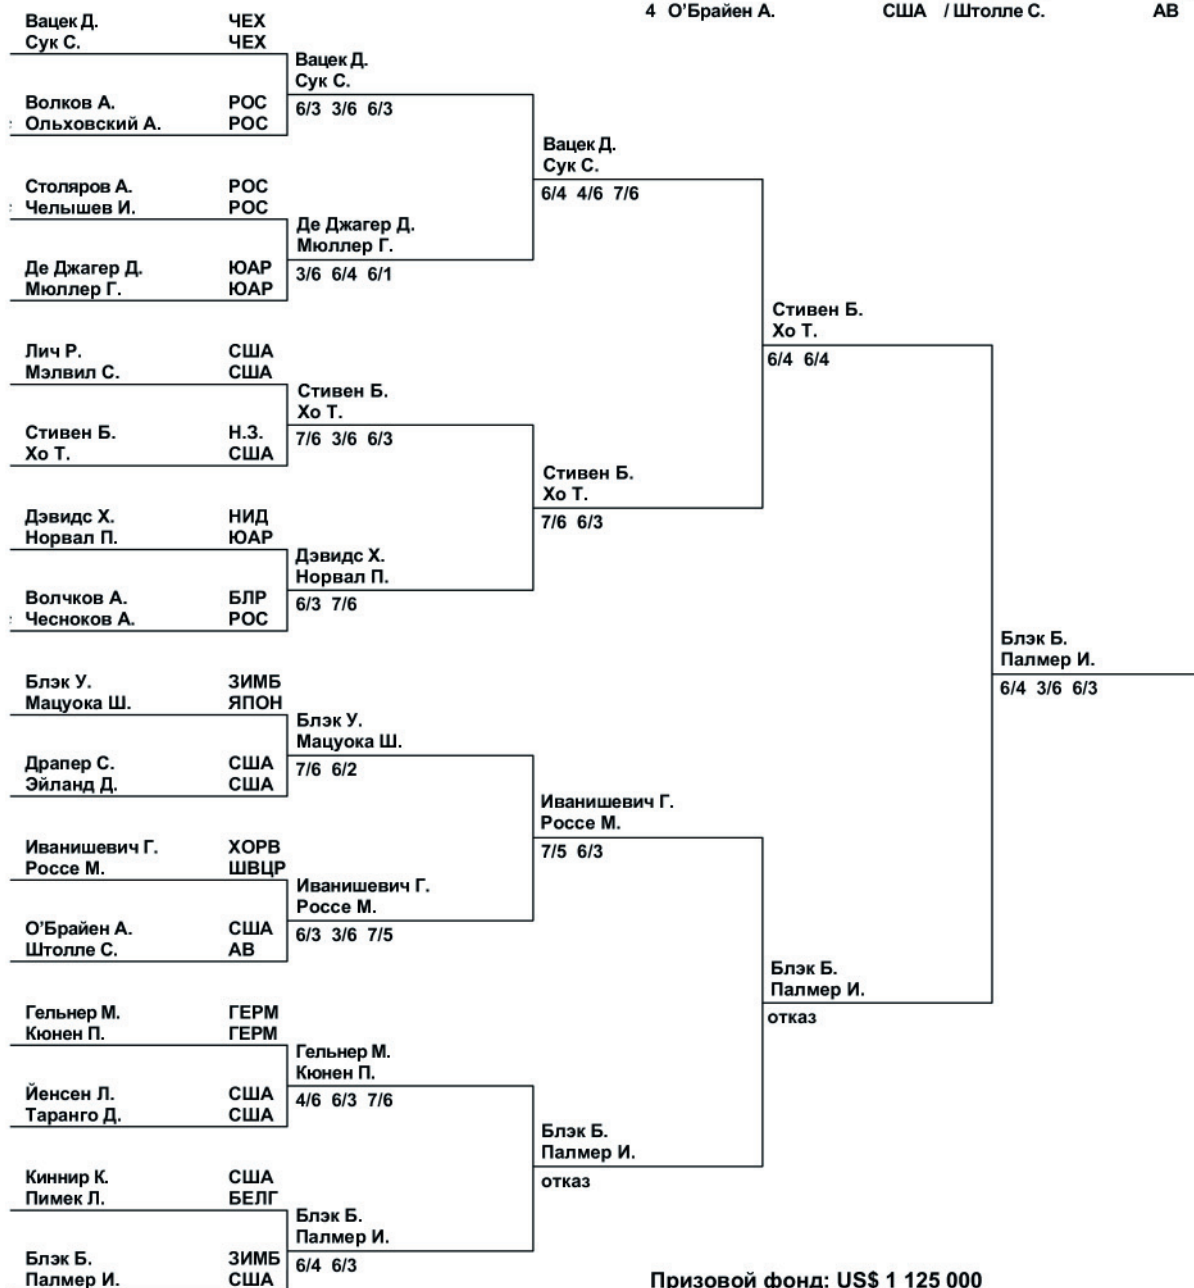 4 О’Брайен А. США / Штолле С. АВ
Вацек Д. ЧЕХ
Сук С. ЧЕХ
Вацек Д.
Сук С.
Волков А. РОС
Ольховский А. РОС
6/3 3/6 6/3
Вацек Д.
Сук С.
6/4 4/6 7/6
Столяров А. РОС
Челышев И. РОС
Де Джагер Д.
Мюллер Г.
Де Джагер Д. ЮАР
Мюллер Г. ЮАР
3/6 6/4 6/1
Стивен Б.
Хо Т.
6/4 6/4
Лич Р. США
Мэлвил С. США
Стивен Б.
Хо Т.
Стивен Б. Н.З.
Хо Т. США
7/6 3/6 6/3
Стивен Б.
Хо Т.
7/6 6/3
Дэвидс Х. НИД
Норвал П. ЮАР
Дэвидс Х.
Норвал П.
Волчков А. БЛР
Чесноков А. РОС
6/3 7/6
Блэк Б.
Палмер И.
6/4 3/6 6/3
Блэк У. ЗИМБ
Мацуока Ш. ЯПОН
Блэк У.
Мацуока Ш.
Драпер С. США
Эйланд Д. США
7/6 6/2
Иванишевич Г.
Россе М.
7/5 6/3
Иванишевич Г. ХОРВ
Россе М. ШВЦР
Иванишевич Г.
Россе М.
О’Брайен А. США
Штолле С. АВ
6/3 3/6 7/5
Блэк Б.
Палмер И.
отказ
Гельнер М. ГЕРМ
Кюнен П. ГЕРМ
Гельнер М.
Кюнен П.
Йенсен Л. США
Таранго Д. США
4/6 6/3 7/6
Блэк Б.
Палмер И.
отказ
Киннир К. США
Пимек Л. БЕЛГ
Блэк Б.
Палмер И.
Блэк Б. ЗИМБ
Палмер И. США
6/4 6/3
Призовой фонд: US$ 1 125 000